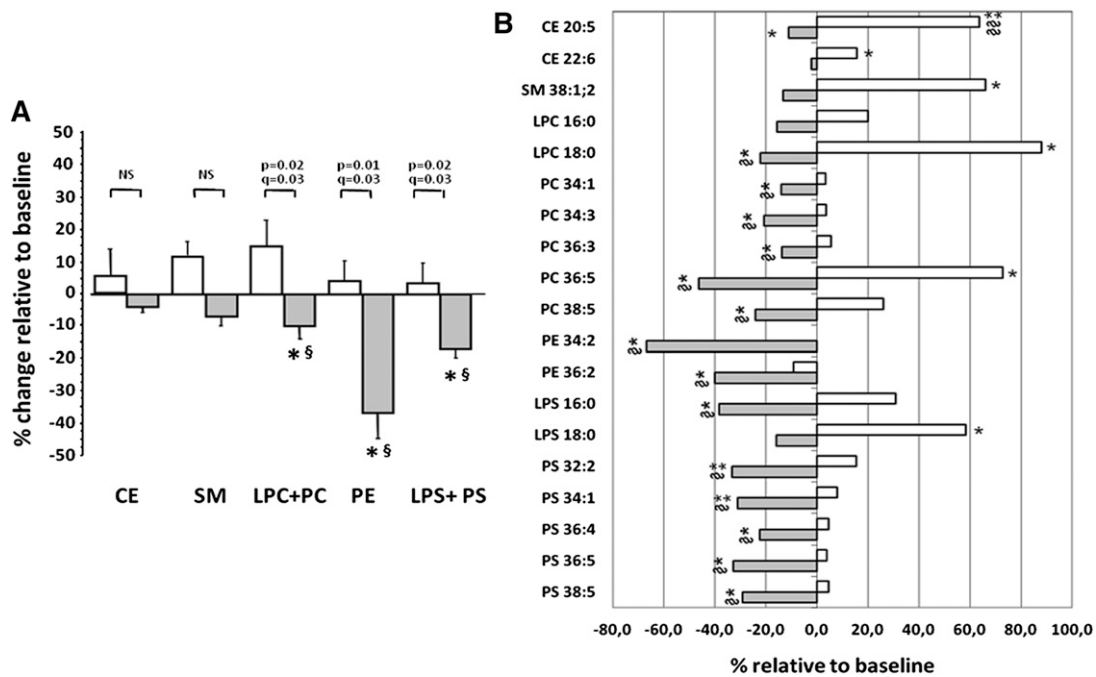 A
% change relative to baseline
50
40
30
20
10
0
-10
-20
-30
-40
-50
NS
NS
p=0.02
q=0.03
p=0.01
q=0.03
p=0.02
q=0.03
* §
* §
* §
CE SM LPC+PC PE LPS+ PS
B
CE 20:5
*
CE 22:6 *
SM 38:1;2 *
LPC 16:0
LPC 18:0 *
PC 34:1
PC 34:3
PC 36:3
PC 36:5 *
PC 38:5
PE 34:2
PE 36:2
LPS 16:0
LPS 18:0 *
PS 32:2
PS 34:1
PS 36:4
PS 36:5
PS 38:5
-80,0 -60,0 -40,0 -20,0 0,0 20,0 40,0 60,0 80,0 100,0
% relative to baseline